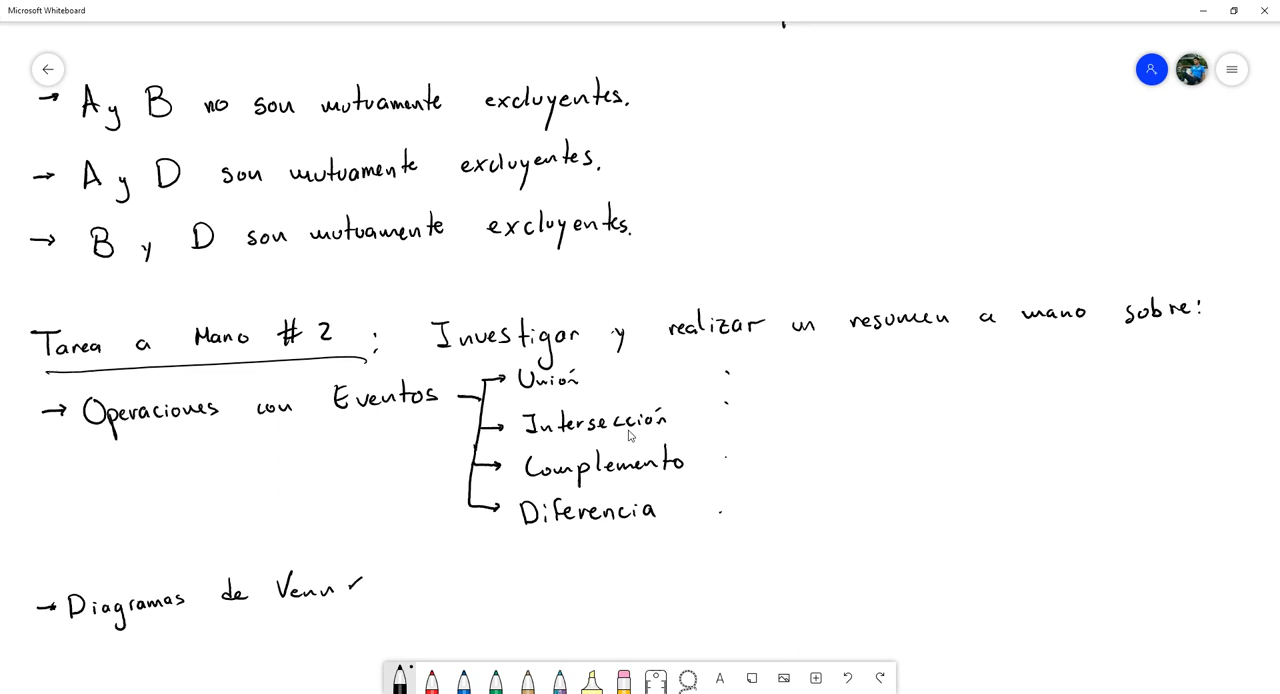 Microsoft Whiteboard
→ A y B no son mutuamente excluyentes.
→ A y D son mutuamente excluyentes.
→ B y D son mutuamente excluyentes.
Tarea a Mano # 2 : Investigar y realizar un resumen a mano sobre:
→ Operaciones con Eventos
→ Unión
→ Intersección
→ Complemento
→ Diferencia
→ Diagramas de Venn ✓